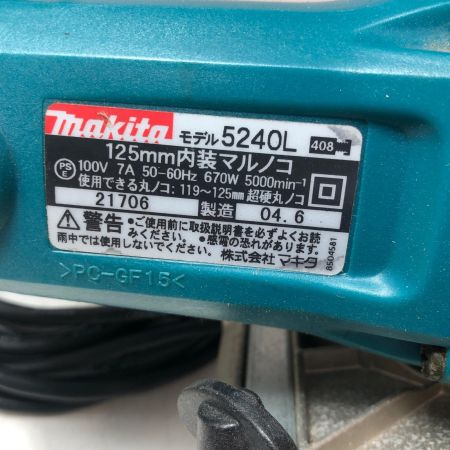 makita モデル 5240L 408
125mm内装マルノコ
PSE 100V 7A 50-60Hz 670W 5000min⁻¹
使用できる丸ノコ:119~125mm 超硬丸ノコ
21706 製造 04.6
警告 ・ご使用前に取扱説明書を必ずよくお読
みください。 ・感電の恐れがあります。
雨中では使用しないでください。 株式会社 マキタ
850458
>PC-GF15<